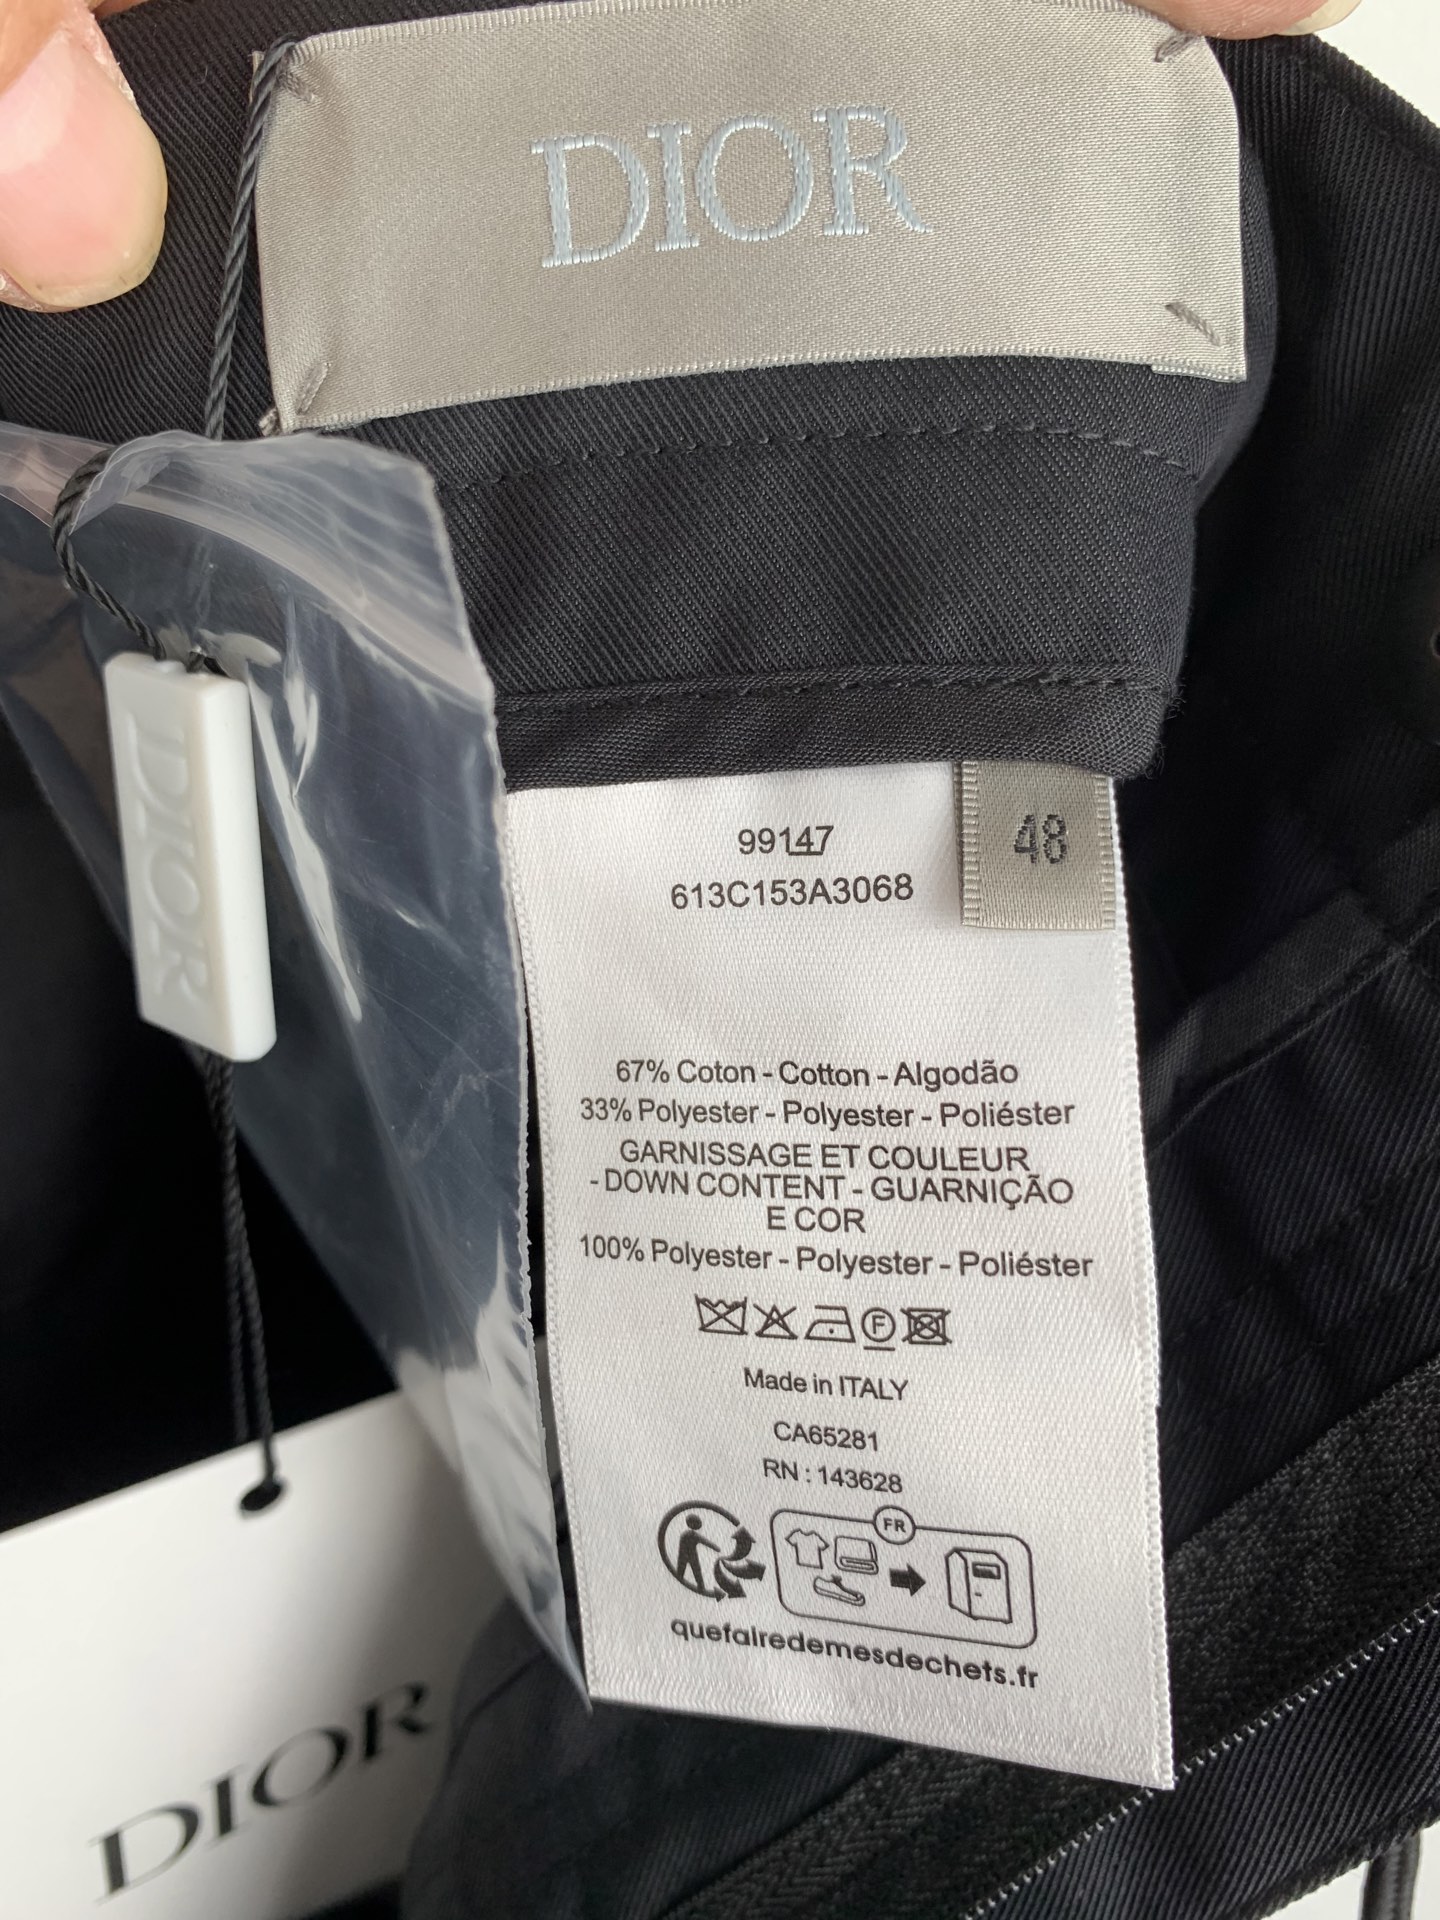 DIOR
DIOR
99147
613C153A3068
48
67% Coton - Cotton - Algodão
33% Polyester - Polyester - Poliéster
GARNISSAGE ET COULEUR
- DOWN CONTENT - GUARNIÇÃO
E COR
100% Polyester - Polyester - Poliéster
F
Made in ITALY
CA65281
RN : 143628
FR
quefairedemesdechets.fr
DIOR